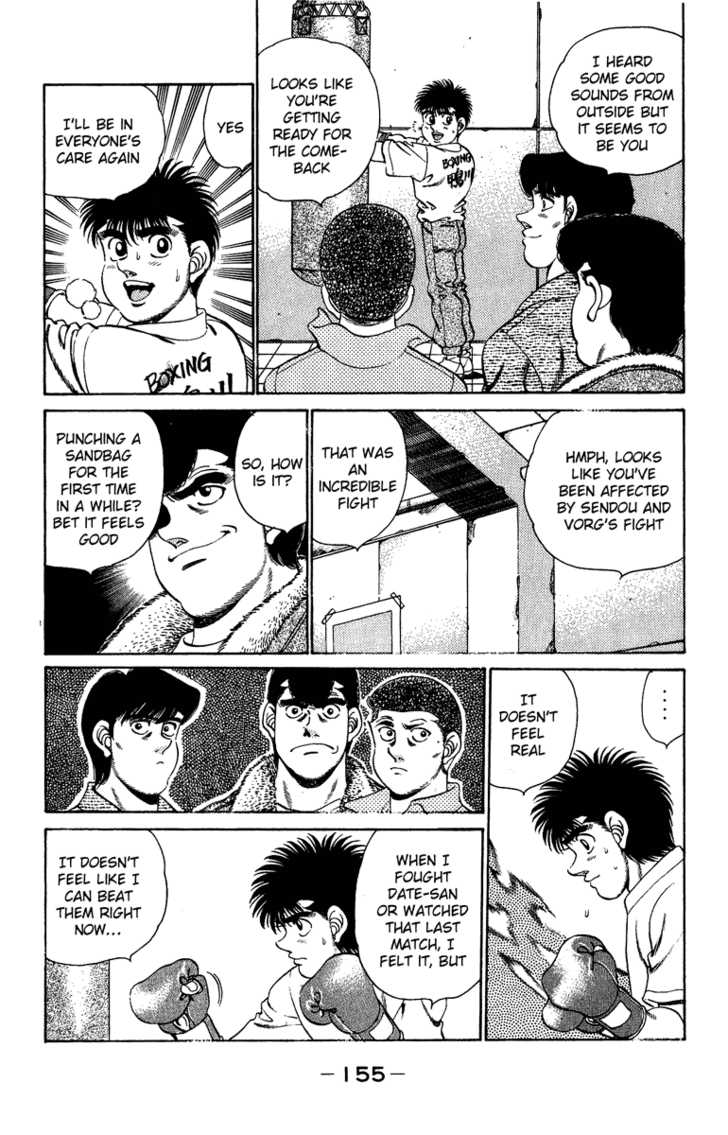 I HEARD
SOME GOOD
SOUNDS FROM
OUTSIDE BUT
IT SEEMS TO
BE YOU
LOOKS LIKE
YOU'RE
GETTING
READY FOR
THE COME-
BACK
BOXING
YES
I'LL BE IN
EVERYONE'S
CARE AGAIN
BOXING
HMPH, LOOKS
LIKE YOU'VE
BEEN AFFECTED
BY SENDOU AND
VORG'S FIGHT
THAT WAS
AN
INCREDIBLE
FIGHT
SO, HOW
IS IT?
PUNCHING A
SANDBAG
FOR THE
FIRST TIME
IN A WHILE?
BET IT FEELS
GOOD
...
IT
DOESN'T
FEEL
REAL
WHEN I
FOUGHT
DATE-SAN
OR WATCHED
THAT LAST
MATCH, I
FELT IT, BUT
IT DOESN'T
FEEL LIKE I
CAN BEAT
THEM RIGHT
NOW...
- 155 -